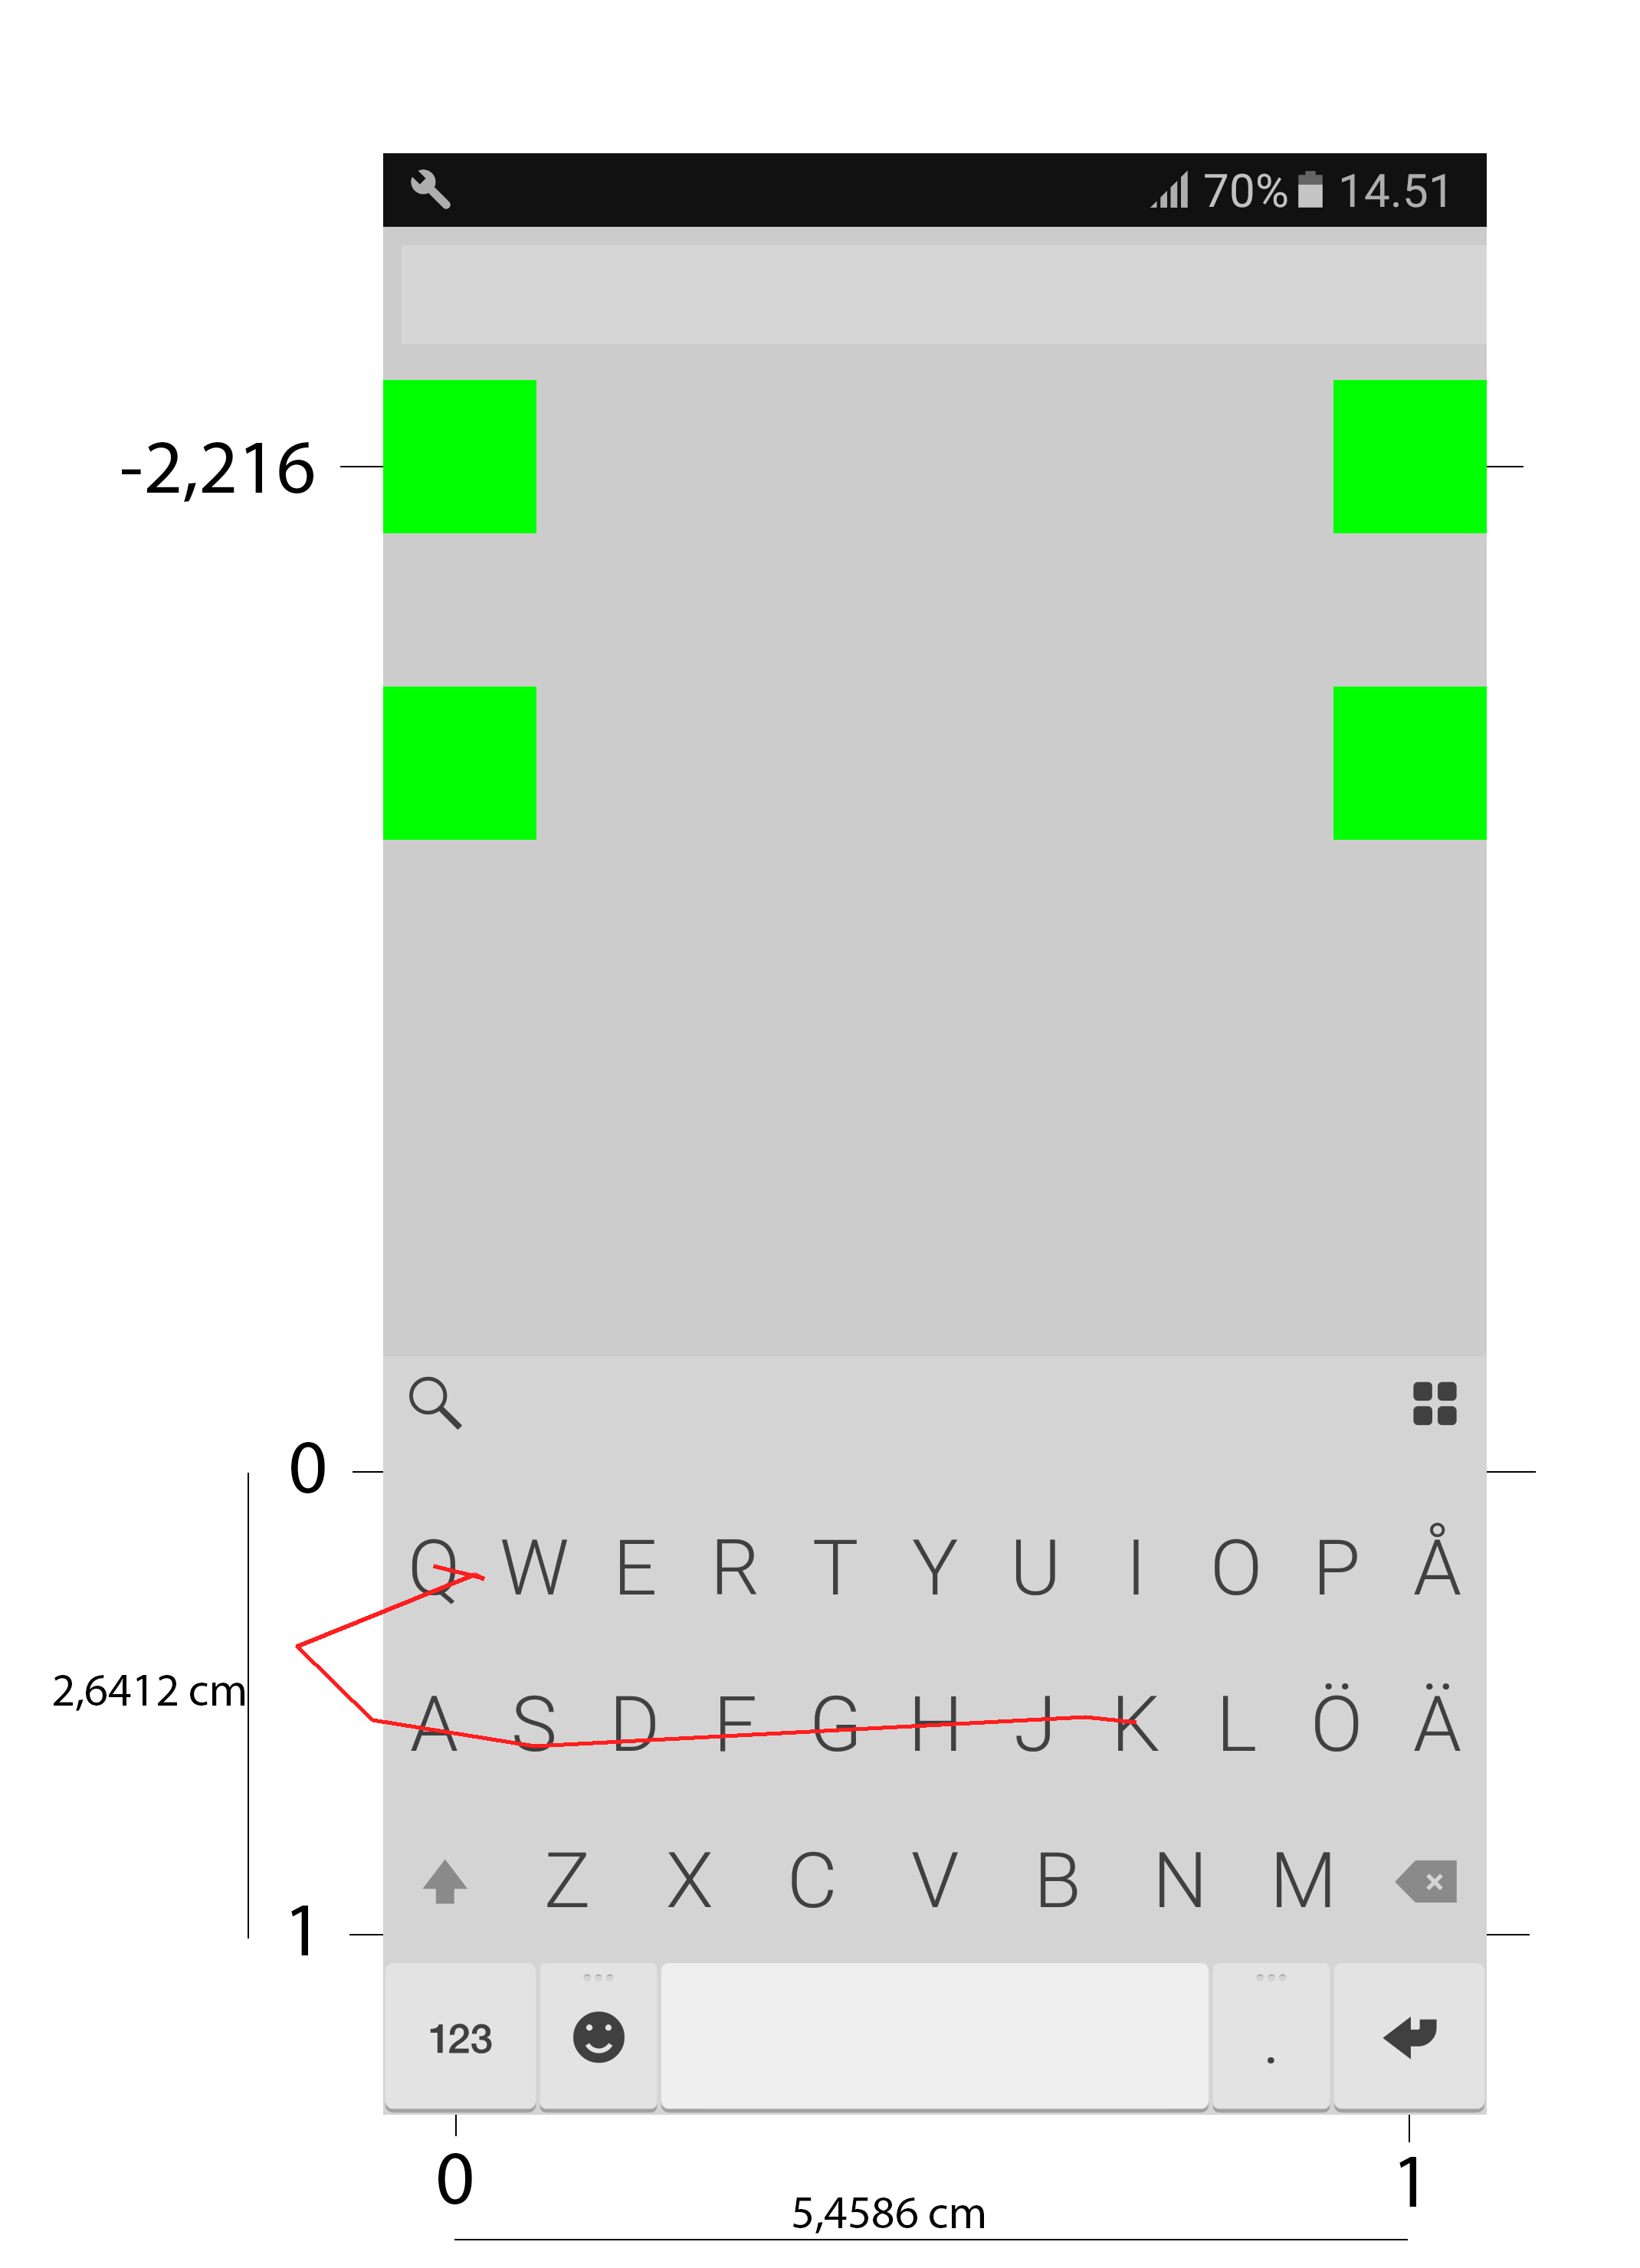 70% 14.51
-2,216
0
Q W E R T Y U I O P Å
2,6412 cm
A S D F G H J K L Ö Ä
Z X C V B N M
1
123 .
0 1
5,4586 cm